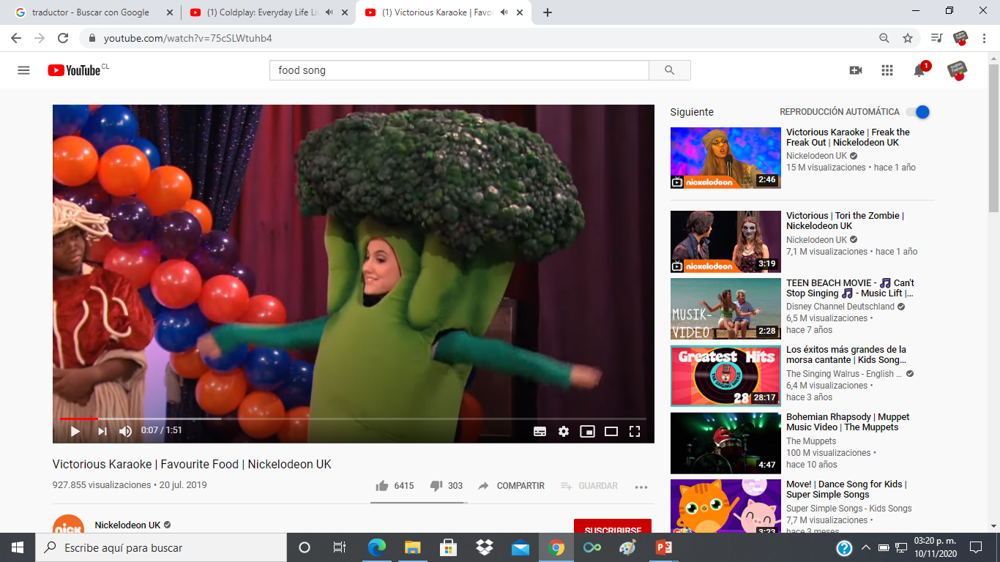 traductor - Buscar con Google
(1) Coldplay: Everyday Life Li
(1) Victorious Karaoke | Favou
youtube.com/watch?v=75cSLWtuhb4
YouTube CL
food song
1
Siguiente
REPRODUCCIÓN AUTOMÁTICA
Victorious Karaoke | Freak the
Freak Out | Nickelodeon UK
Nickelodeon UK
15 M visualizaciones • hace 1 año
nickelodeon
2:46
Victorious | Tori the Zombie |
Nickelodeon UK
Nickelodeon UK
7,1 M visualizaciones • hace 1 año
nickelodeon
3:19
TEEN BEACH MOVIE - 🎵 Can't
Stop Singing 🎵 - Music Lift |...
Disney Channel Deutschland
6,5 M visualizaciones •
hace 7 años
MUSIK-
VIDEO
2:28
Los éxitos más grandes de la
morsa cantante | Kids Song...
The Singing Walrus - English ...
6,4 M visualizaciones •
hace 3 años
Greatest Hits
28
28:17
Bohemian Rhapsody | Muppet
Music Video | The Muppets
The Muppets
100 M visualizaciones •
hace 10 años
4:47
Move! | Dance Song for Kids |
Super Simple Songs
Super Simple Songs - Kids Songs
7,7 M visualizaciones •
hace 3 meses
3:23
0:07 / 1:51
Victorious Karaoke | Favourite Food | Nickelodeon UK
927.855 visualizaciones • 20 jul. 2019
6415
303
COMPARTIR
GUARDAR
nick
Nickelodeon UK
SUSCRIBIRSE
Escribe aquí para buscar
03:20 p. m.
10/11/2020